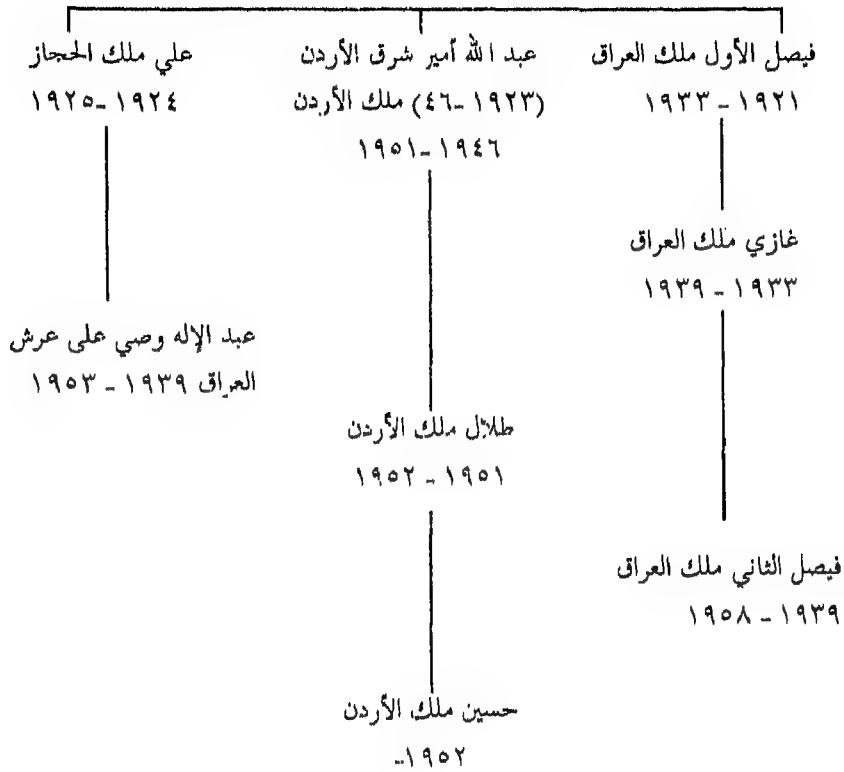 فيصل الأول ملك العراق
١٩٢١ - ١٩٣٣
عبد الله أمير شرق الأردن
(١٩٢٣ -٤٦) ملك الأردن
١٩٤٦ -١٩٥١
علي ملك الحجاز
١٩٢٤ -١٩٢٥
غازي ملك العراق
١٩٣٣ - ١٩٣٩
عبد الإله وصي على عرش
العراق ١٩٣٩ - ١٩٥٣
طلال ملك الأردن
١٩٥١ - ١٩٥٢
فيصل الثاني ملك العراق
١٩٣٩ - ١٩٥٨
حسين ملك الأردن
١٩٥٢-